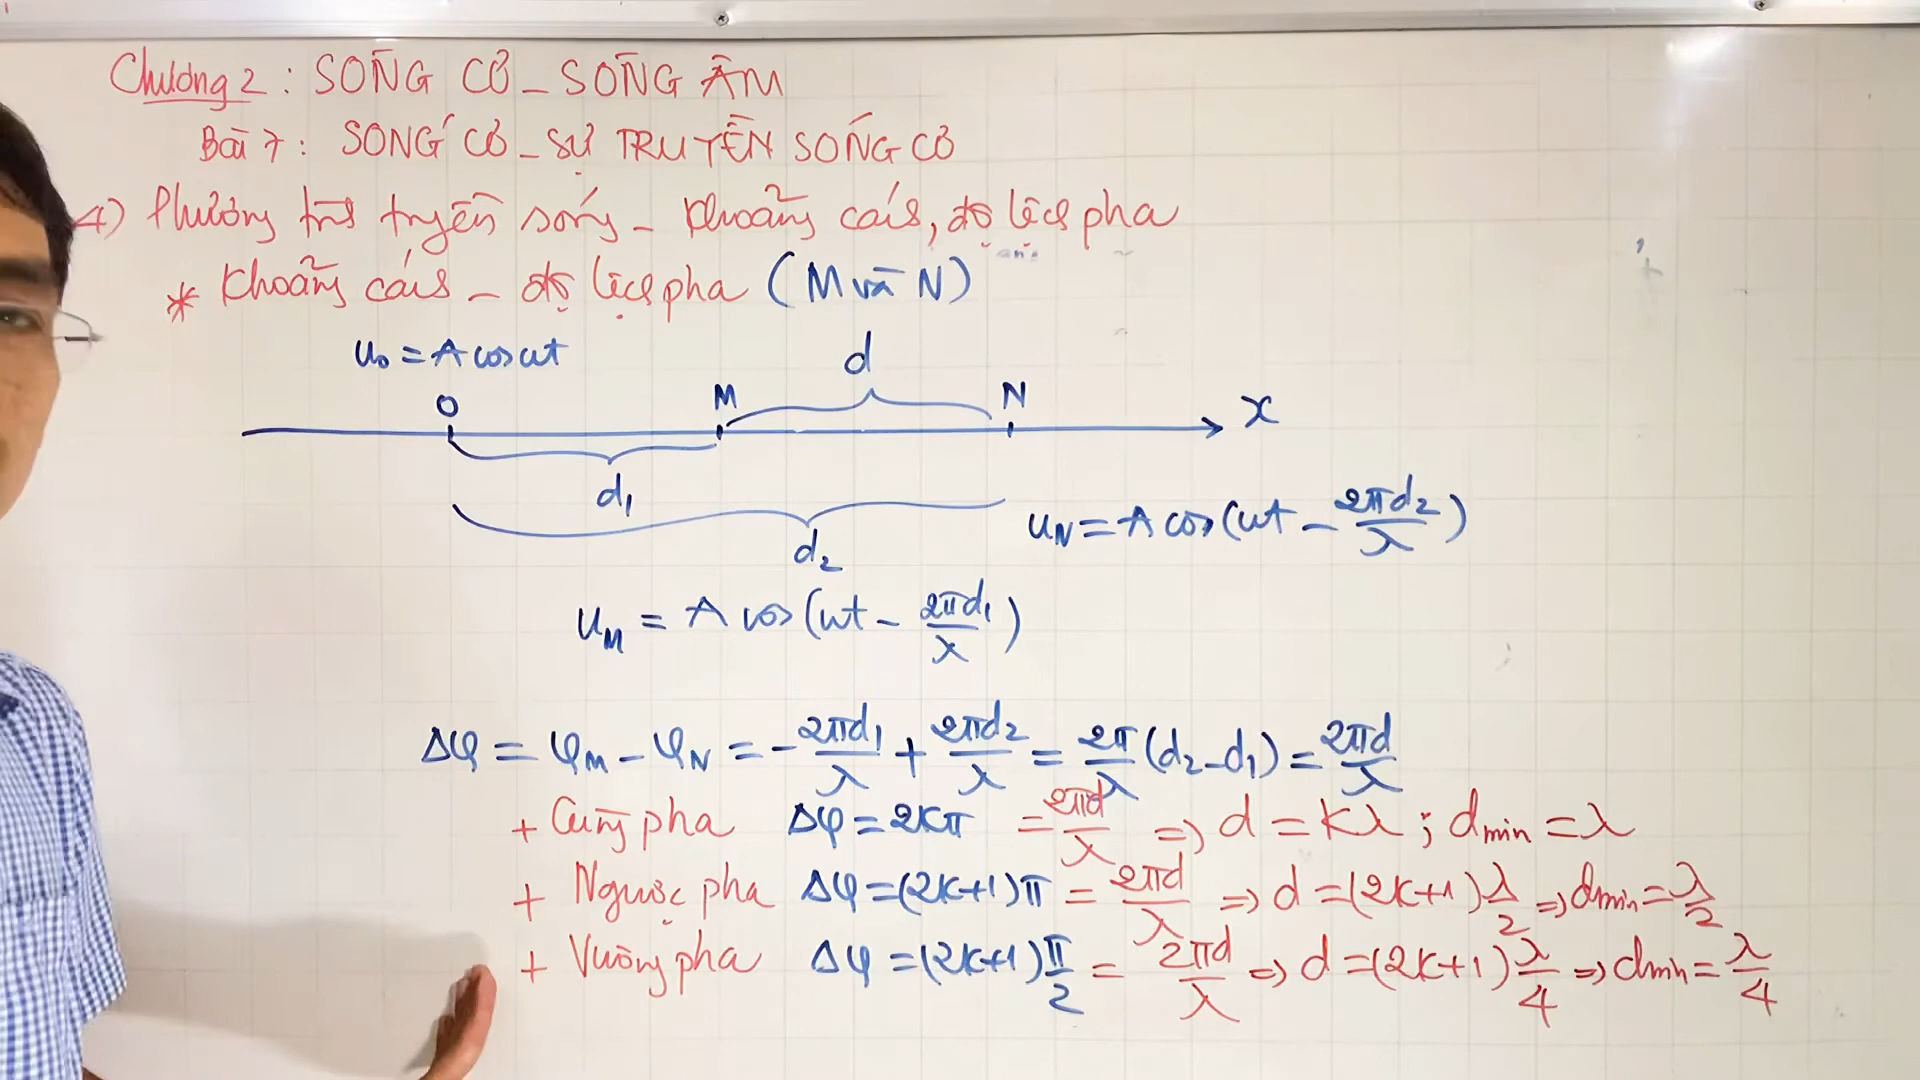 Chương 2 : SÓNG CƠ - SÓNG ÂM
Bài 7 : SÓNG CƠ - SỰ TRUYỀN SÓNG CƠ
4) Phương trình truyền sóng - Khoảng cách, độ lệch pha
* Khoảng cách - độ lệch pha (M và N)
u₀ = A cos ωt
d
O M N x
d₁
d₂
u_N = A cos(ωt - 2πd₂/λ)
u_M = A cos(ωt - 2πd₁/λ)
Δφ = φ_M - φ_N = -2πd₁/λ + 2πd₂/λ = 2π/λ (d₂ - d₁) = 2πd/λ
+ Cùng pha Δφ = 2kπ = 2πd/λ => d = kλ ; d_min = λ
+ Ngược pha Δφ = (2k+1)π = 2πd/λ => d = (2k+1)λ/2 => d_min = λ/2
+ Vuông pha Δφ = (2k+1)π/2 = 2πd/λ => d = (2k+1)λ/4 => d_min = λ/4